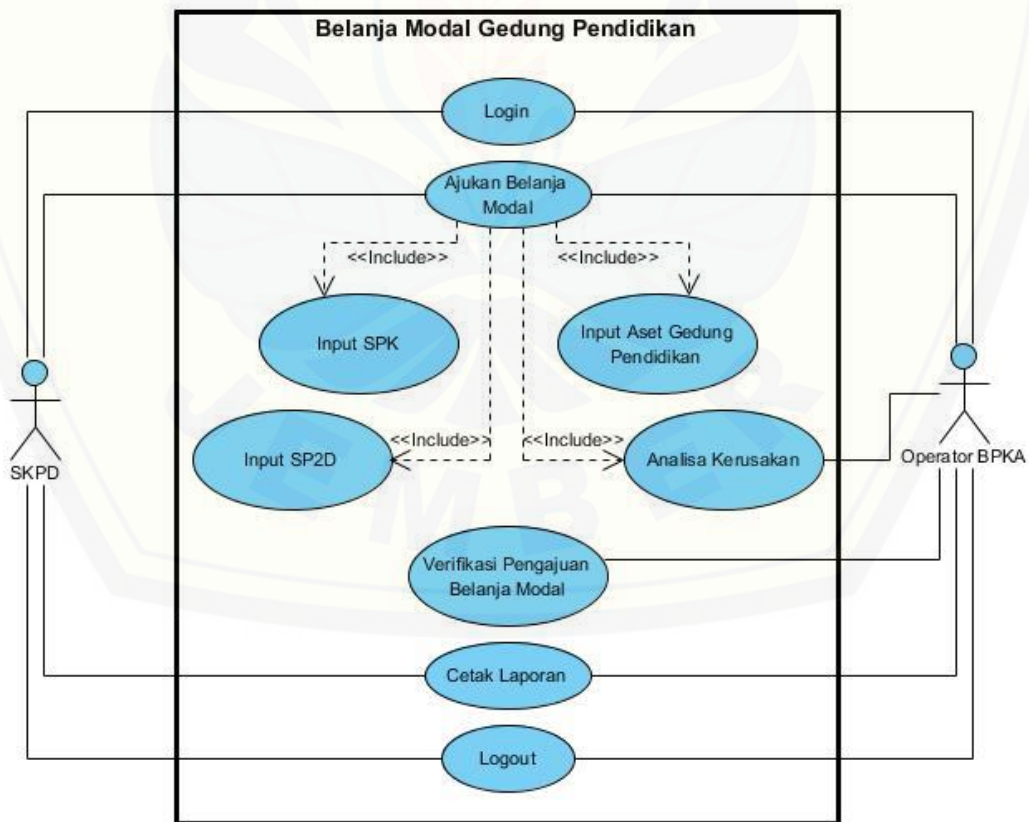 Belanja Modal Gedung Pendidikan
Login
Ajukan Belanja
Modal
<<Include>>
<<Include>>
Input SPK
Input Aset Gedung
Pendidikan
<<Include>>
<<Include>>
Input SP2D
Analisa Kerusakan
SKPD
Operator BPKA
Verifikasi Pengajuan
Belanja Modal
Cetak Laporan
Logout
JEMBER